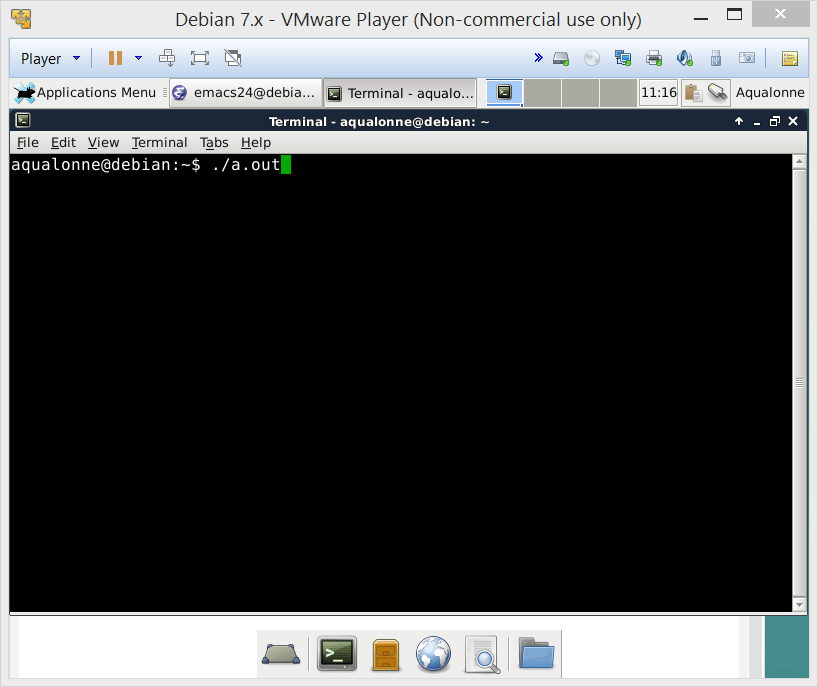 Debian 7.x - VMware Player (Non-commercial use only)
Player
Applications Menu emacs24@debia... Terminal - aqualo... 11:16 Aqualonne
Terminal - aqualonne@debian: ~
File Edit View Terminal Tabs Help
aqualonne@debian:~$ ./a.out